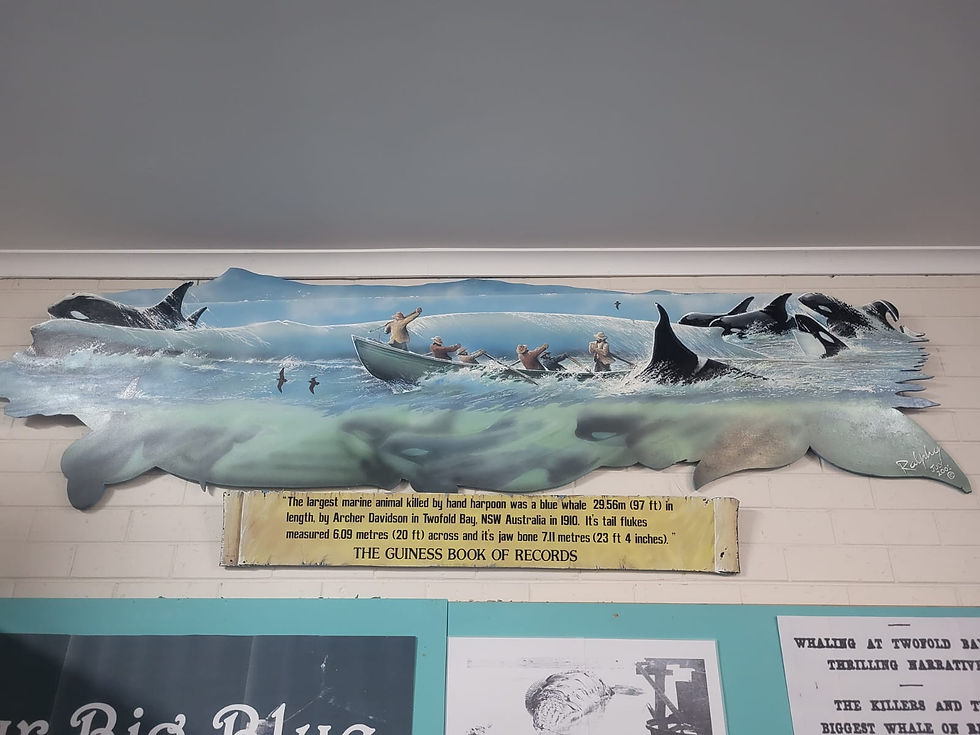 Ralphy
"The largest marine animal killed by hand harpoon was a blue whale 29.56m (97 ft) in
length, by Archer Davidson in Twofold Bay, NSW Australia in 1910. It's tail flukes
measured 6.09 metres (20 ft) across and it's jaw bone 7.11 metres (23 ft 4 inches)."
THE GUINESS BOOK OF RECORDS
Big Blue
WHALING AT TWOFOLD
THRILLING NARRATIVE
THE KILLERS AND
BIGGEST WHALE ON